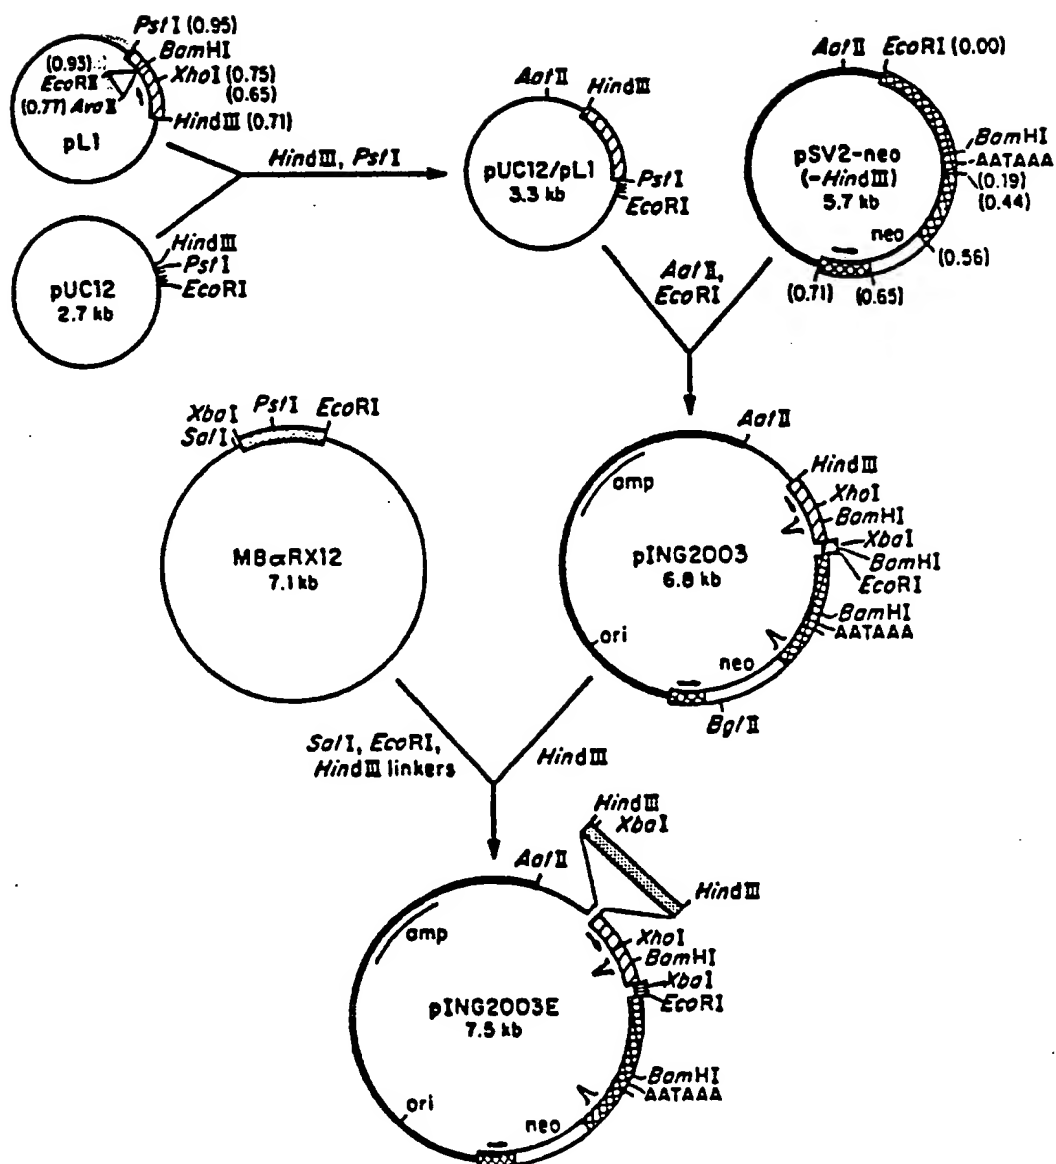 PstI (0.95)
BamHI
(0.93)
EcoRII
XhoI (0.75)
(0.65)
(0.77) AvaII
HindIII (0.71)
pL1
HindIII, PstI
HindIII
PstI
EcoRI
pUC12
2.7 kb
AatII
HindIII
pUC12/pL1
3.3 kb
PstI
EcoRI
AatII
EcoRI (0.00)
pSV2-neo
(-HindIII)
5.7 kb
BamHI
AATAAA
(0.19)
(0.44)
neo
(0.56)
(0.71)
(0.65)
AatII,
EcoRI
XbaI
PstI
EcoRI
SalI
M8αRX12
7.1 kb
AatII
amp
HindIII
XhoI
BamHI
XbaI
BamHI
EcoRI
pING2003
6.8 kb
BamHI
AATAAA
ori
neo
BglII
SalI, EcoRI,
HindIII linkers
HindIII
HindIII
XbaI
AatII
HindIII
amp
XhoI
BamHI
XbaI
EcoRI
pING2003E
7.5 kb
BamHI
AATAAA
ori
neo